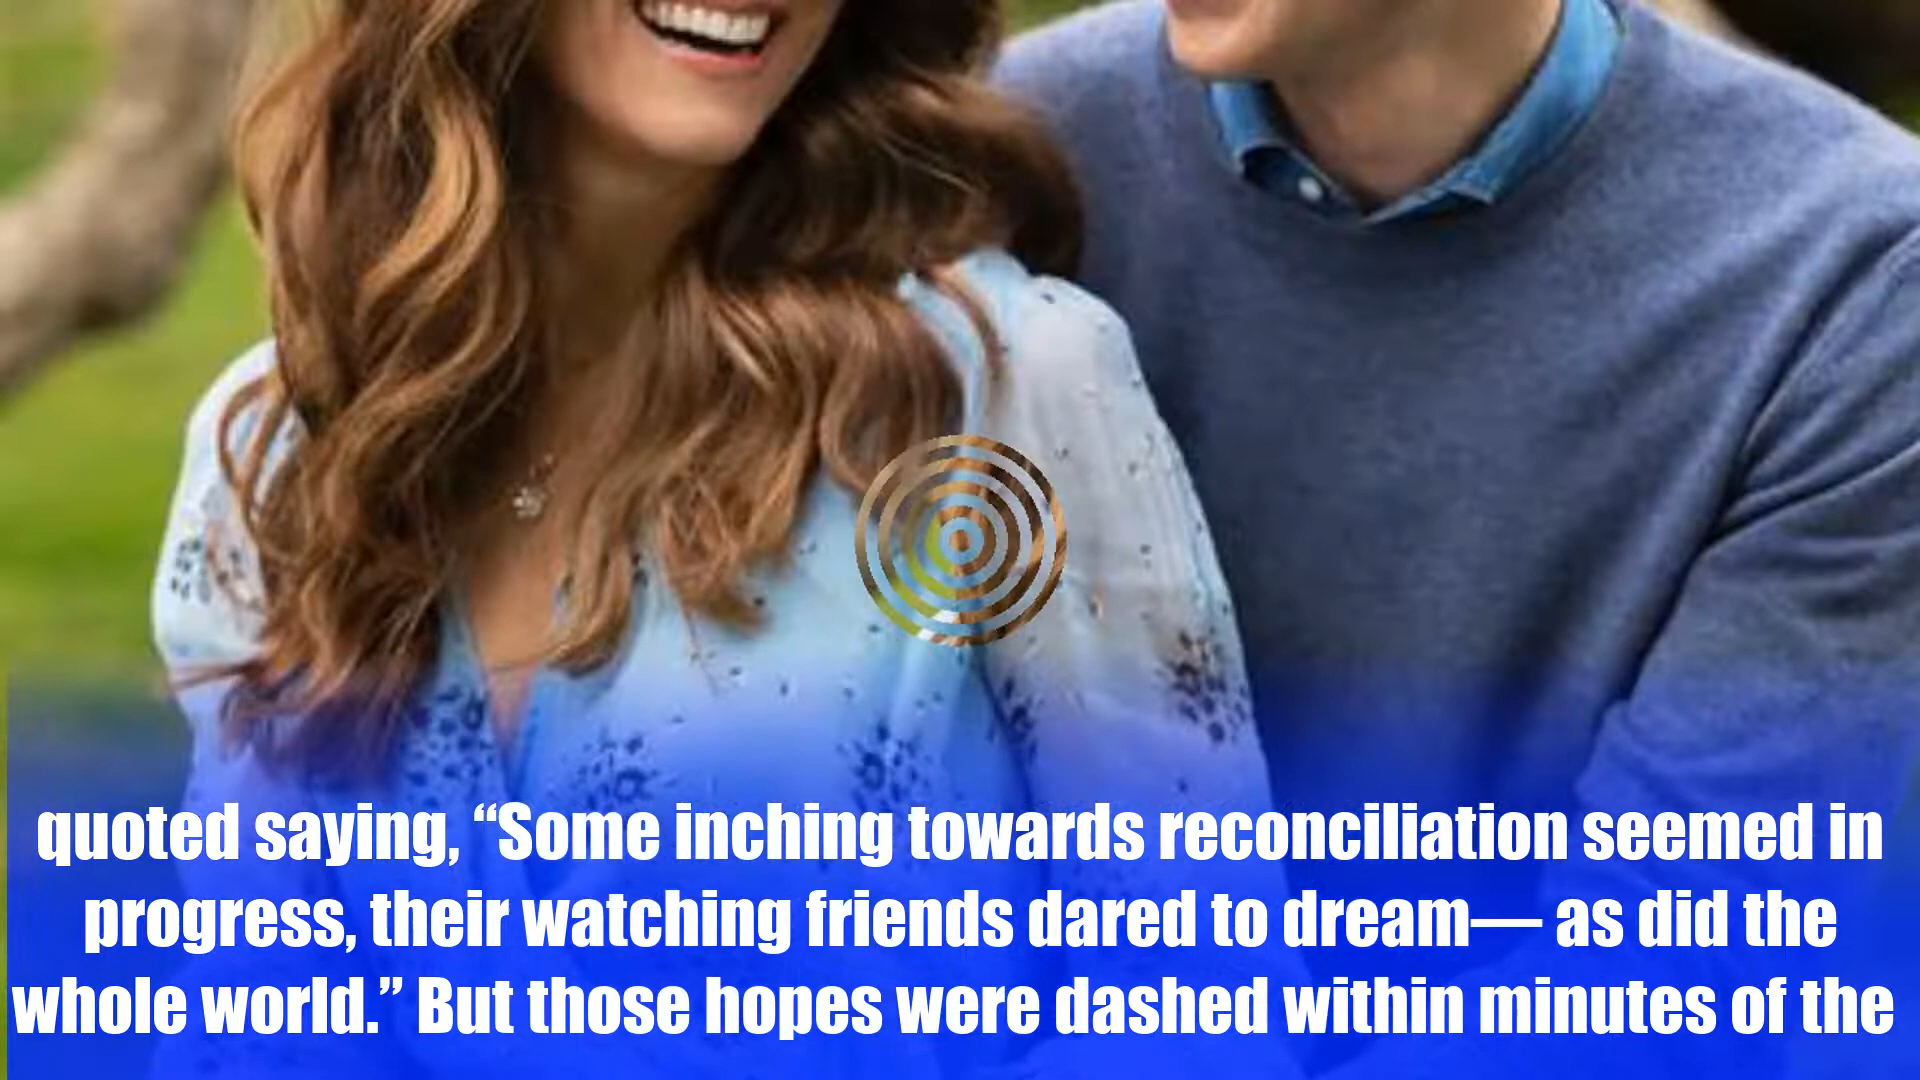 quoted saying, “Some inching towards reconciliation seemed in
progress, their watching friends dared to dream— as did the
whole world.” But those hopes were dashed within minutes of the